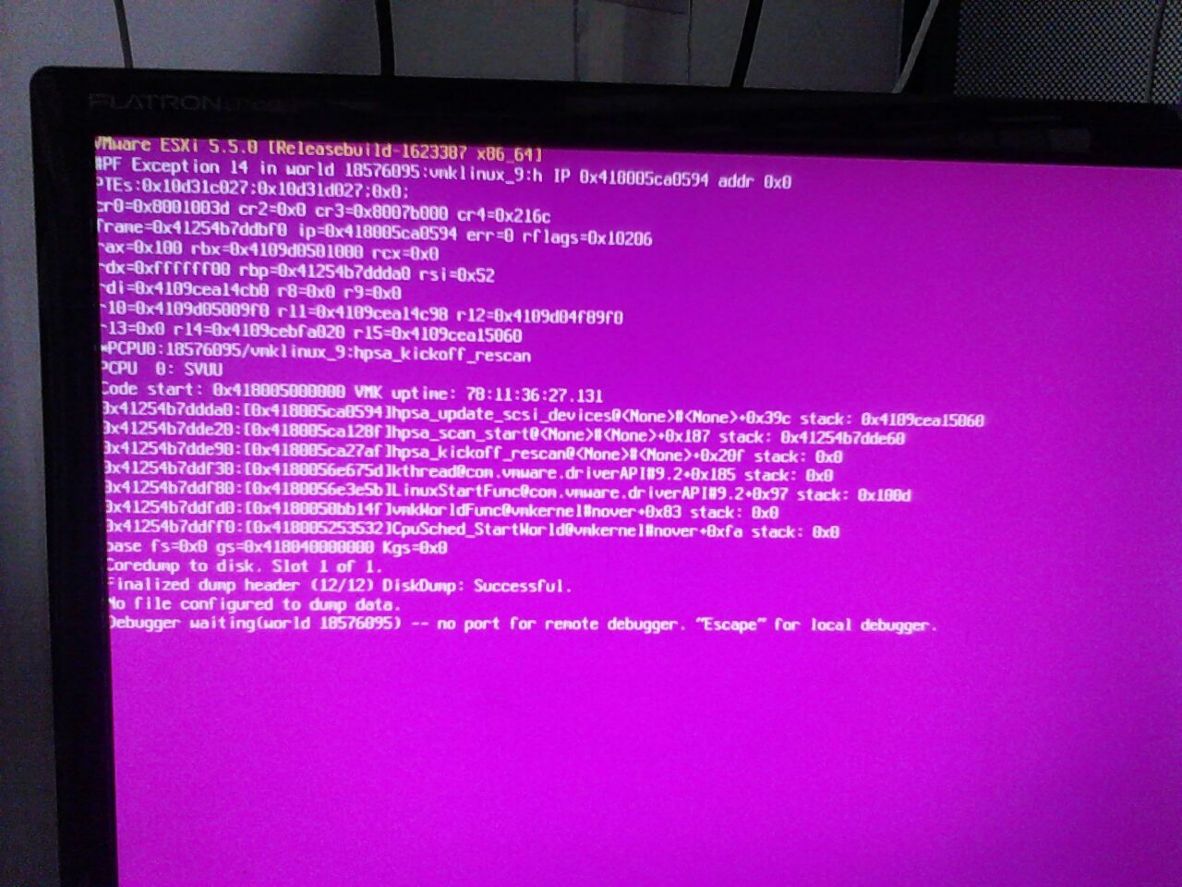 FLATRON
VMware ESXi 5.5.0 [Releasebuild-1623387 x86_64]
#PF Exception 14 in world 18576095:vmklinux_9:h IP 0x418005ca0594 addr 0x0
PTEs:0x10d31c027;0x10d31d027;0x0;
cr0=0x8001003d cr2=0x0 cr3=0x8007b000 cr4=0x216c
frame=0x41254b7ddbf0 ip=0x418005ca0594 err=0 rflags=0x10206
rax=0x100 rbx=0x4109d0501000 rcx=0x0
rdx=0xffffff00 rbp=0x41254b7ddda0 rsi=0x52
rdi=0x4109cea14cb0 r8=0x0 r9=0x0
r10=0x4109d05009f0 r11=0x4109cea14c98 r12=0x4109d04f89f0
r13=0x0 r14=0x4109cebfa020 r15=0x4109cea15060
*PCPU0:18576095/vmklinux_9:hpsa_kickoff_rescan
PCPU  0: SVUU
Code start: 0x418005000000 VMK uptime: 78:11:36:27.131
0x41254b7ddda0:[0x418005ca0594]hpsa_update_scsi_devices@<None>#<None>+0x39c stack: 0x4109cea15060
0x41254b7dde20:[0x418005ca128f]hpsa_scan_start@<None>#<None>+0x187 stack: 0x41254b7dde60
0x41254b7dde90:[0x418005ca27af]hpsa_kickoff_rescan@<None>#<None>+0x20f stack: 0x0
0x41254b7ddf30:[0x4180056e675d]kthread@com.vmware.driverAPI#9.2+0x185 stack: 0x0
0x41254b7ddf80:[0x4180056e3e5b]LinuxStartFunc@com.vmware.driverAPI#9.2+0x97 stack: 0x100d
0x41254b7ddfd0:[0x4180050bb14f]vmkWorldFunc@vmkernel#nover+0x83 stack: 0x0
0x41254b7ddff0:[0x418005253532]CpuSched_StartWorld@vmkernel#nover+0xfa stack: 0x0
base fs=0x0 gs=0x418040000000 Kgs=0x0
Coredump to disk. Slot 1 of 1.
Finalized dump header (12/12) DiskDump: Successful.
No file configured to dump data.
Debugger waiting(world 18576095) -- no port for remote debugger. "Escape" for local debugger.